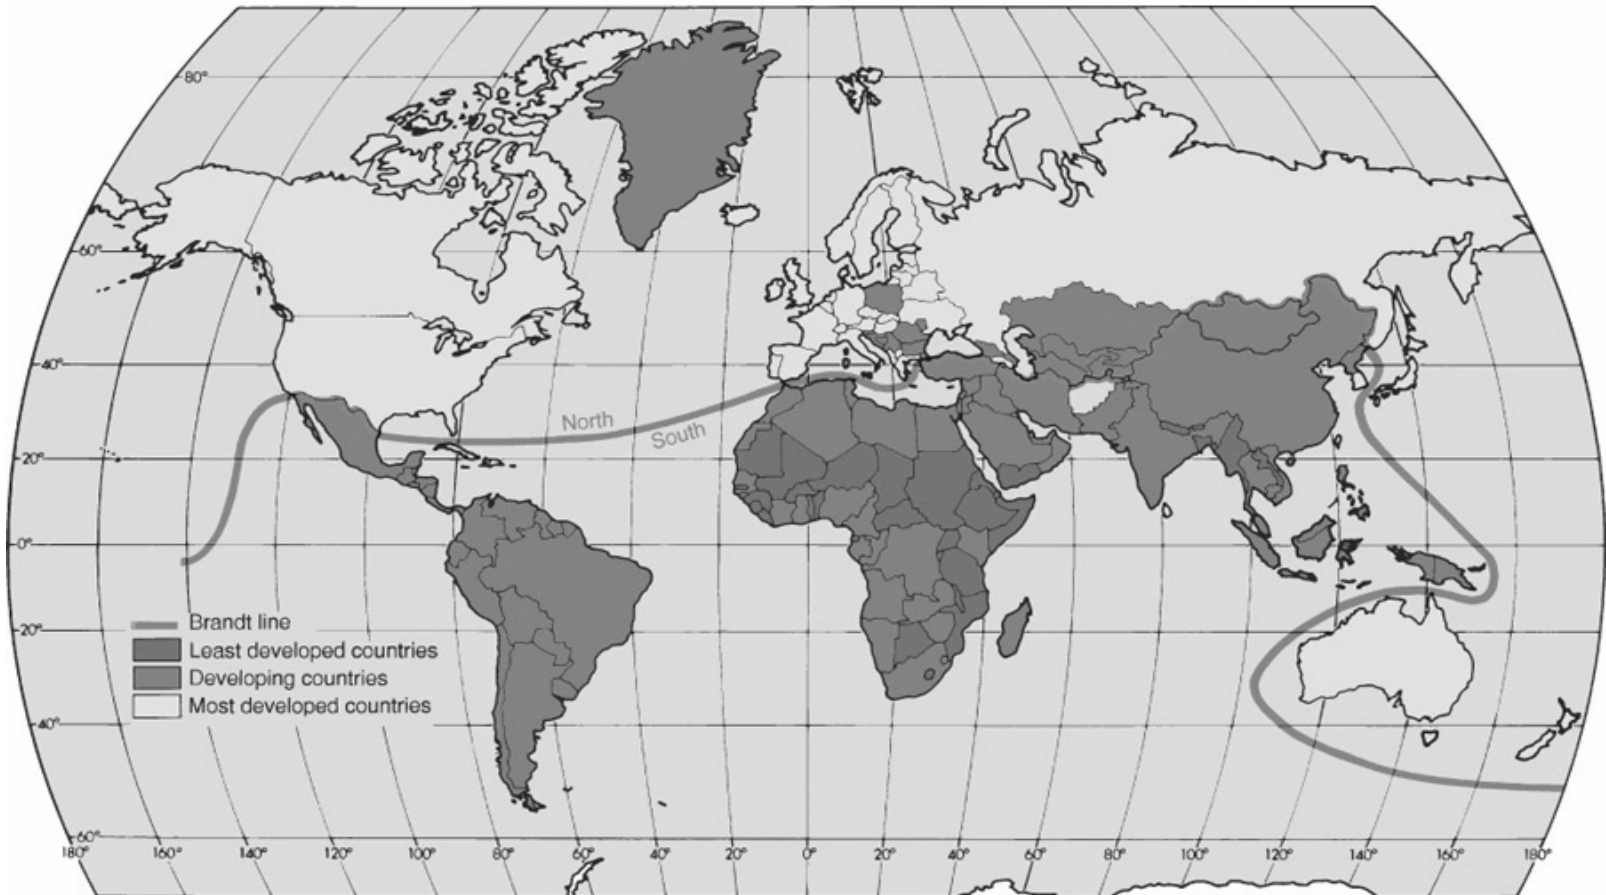 80°
60°
40°
North
South
20°
0°
Brandt line
20°
Least developed countries
Developing countries
Most developed countries
40°
60°
180° 160° 140° 120° 100° 80° 60° 40° 20° 0° 20° 40° 60° 80° 100° 120° 140° 160° 180°